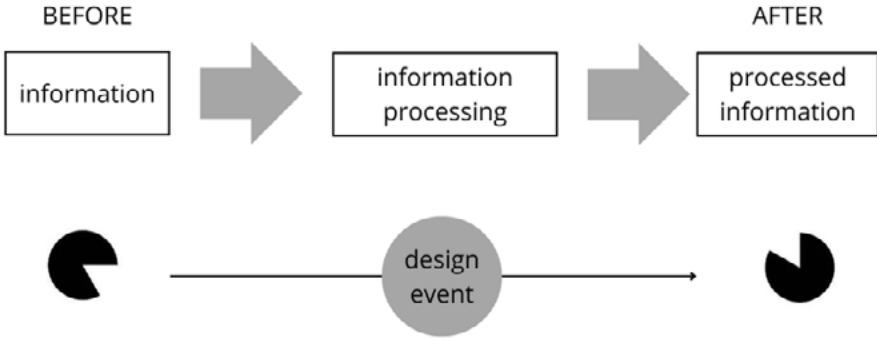 BEFORE
AFTER
information
information
processing
processed
information
design
event